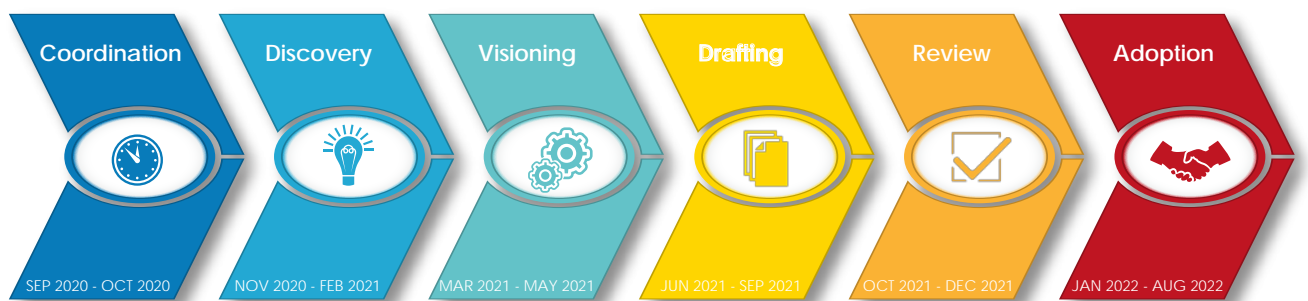 Coordination
Discovery
Visioning
Drafting
Review
Adoption
SEP 2020 - OCT 2020
NOV 2020 - FEB 2021
MAR 2021 - MAY 2021
JUN 2021 - SEP 2021
OCT 2021 - DEC 2021
JAN 2022 - AUG 2022